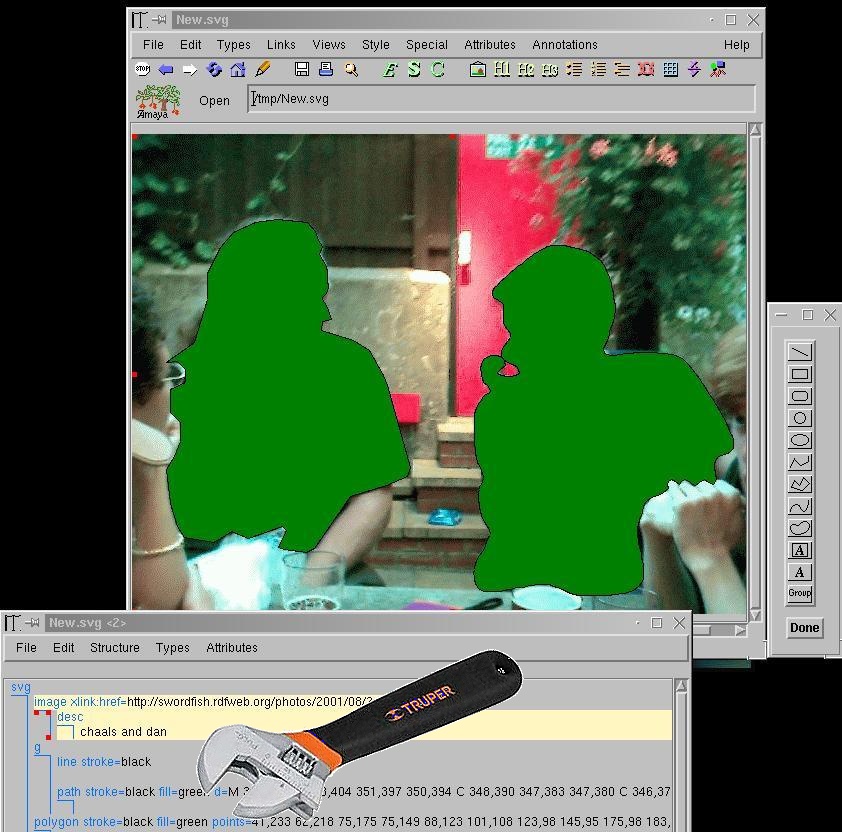 New.svg
File Edit Types Links Views Style Special Attributes Annotations Help
STOP E S C H1 H2 H3
Amaya Open /tmp/New.svg
A
A
Group
Done
New.svg <2>
File Edit Structure Types Attributes
svg
image xlink:href=http://swordfish.rdfweb.org/photos/2001/08/
desc
chaals and dan
TRUPER
g
line stroke=black
path stroke=black fill=green d=M ,404 351,397 350,394 C 348,390 347,383 347,380 C 346,37
polygon stroke=black fill=green points=41,233 62,218 75,175 75,149 88,123 101,108 123,98 145,95 175,98 183,